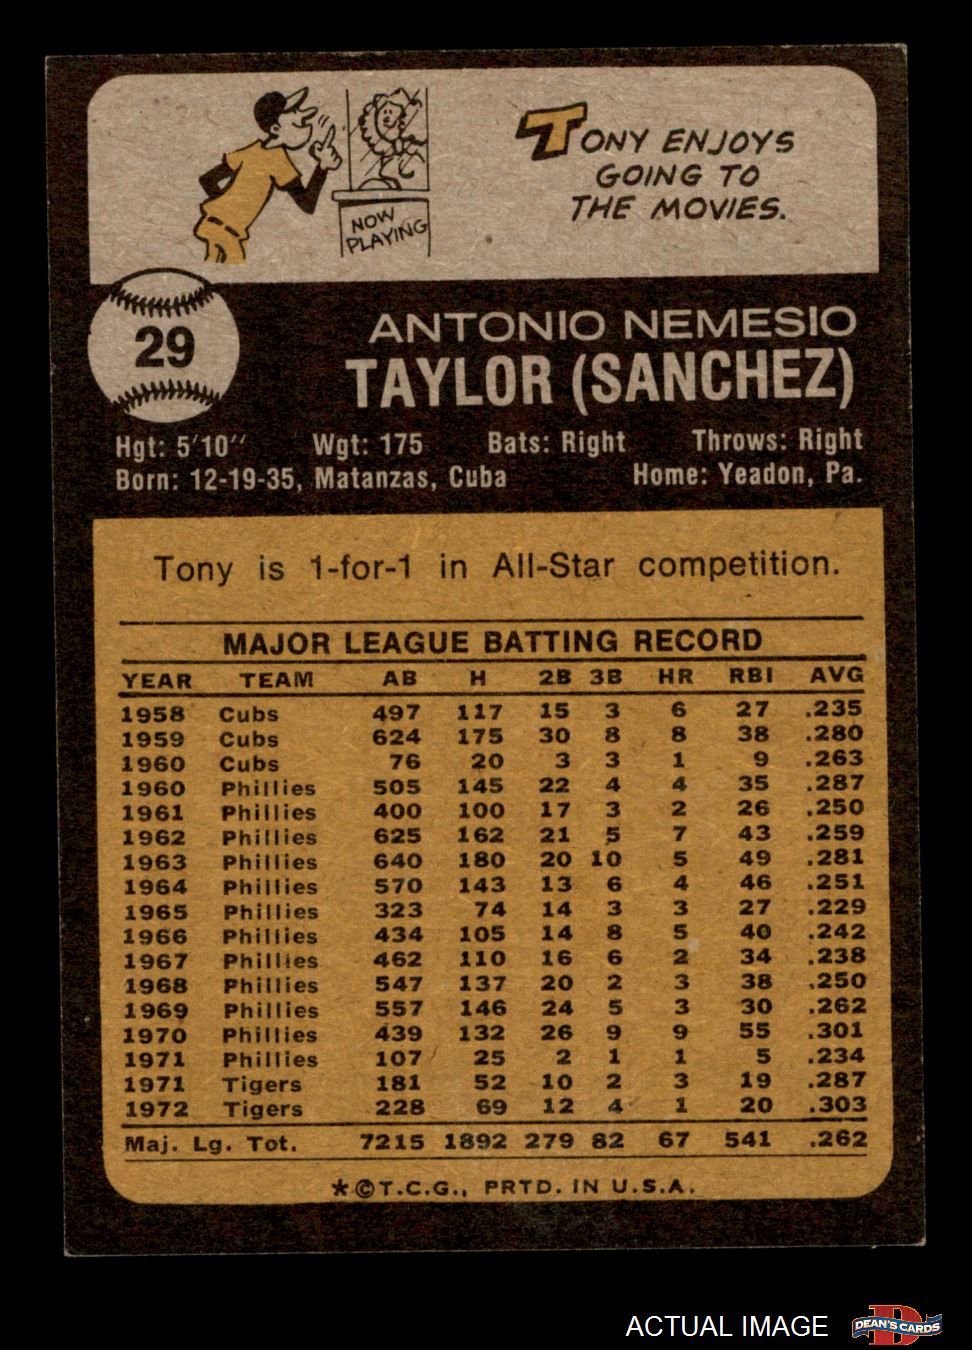 TONY ENJOYS
GOING TO
THE MOVIES.
NOW
PLAYING
29
ANTONIO NEMESIO
TAYLOR (SANCHEZ)
Hgt: 5'10" Wgt: 175 Bats: Right Throws: Right
Born: 12-19-35, Matanzas, Cuba Home: Yeadon, Pa.
Tony is 1-for-1 in All-Star competition.
MAJOR LEAGUE BATTING RECORD
YEAR TEAM AB H 2B 3B HR RBI AVG
1958 Cubs 497 117 15 3 6 27 .235
1959 Cubs 624 175 30 8 8 38 .280
1960 Cubs 76 20 3 3 1 9 .263
1960 Phillies 505 145 22 4 4 35 .287
1961 Phillies 400 100 17 3 2 26 .250
1962 Phillies 625 162 21 5 7 43 .259
1963 Phillies 640 180 20 10 5 49 .281
1964 Phillies 570 143 13 6 4 46 .251
1965 Phillies 323 74 14 3 3 27 .229
1966 Phillies 434 105 14 8 5 40 .242
1967 Phillies 462 110 16 6 2 34 .238
1968 Phillies 547 137 20 2 3 38 .250
1969 Phillies 557 146 24 5 3 30 .262
1970 Phillies 439 132 26 9 9 55 .301
1971 Phillies 107 25 2 1 1 5 .234
1971 Tigers 181 52 10 2 3 19 .287
1972 Tigers 228 69 12 4 1 20 .303
Maj. Lg. Tot. 7215 1892 279 82 67 541 .262
*©T.C.G., PRTD. IN U.S.A.
ACTUAL IMAGE
D
DEAN'S CARDS